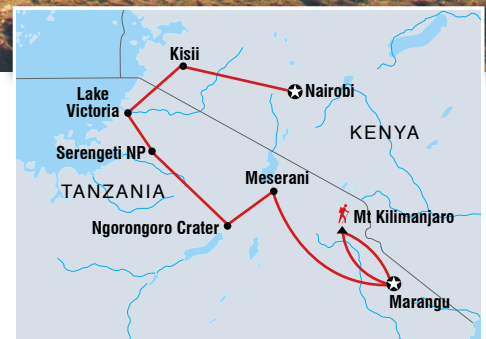 Kisii
Nairobi
Lake
Victoria
KENYA
Serengeti NP
TANZANIA
Meserani
Mt Kilimanjaro
Ngorongoro Crater
Marangu